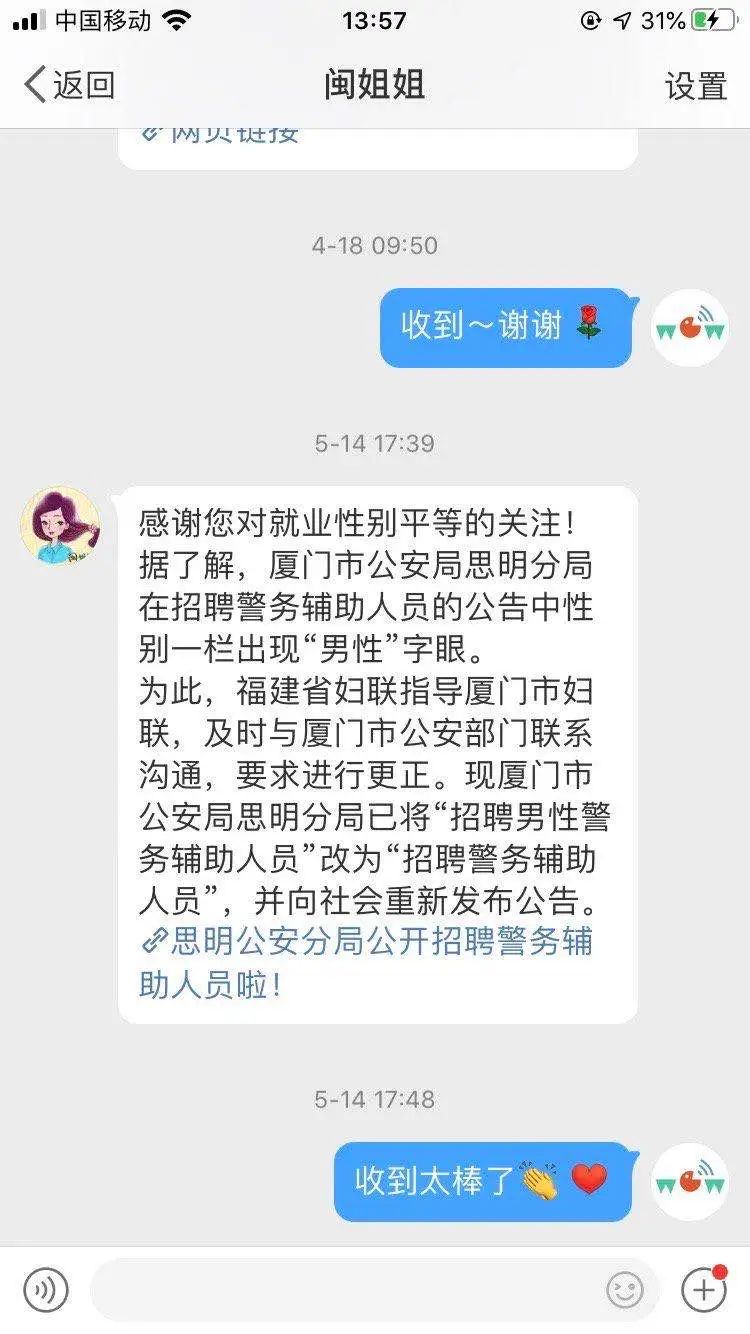 中国移动
13:57
31%
返回
闽姐姐
设置
网页链接
4-18 09:50
收到～谢谢
5-14 17:39
感谢您对就业性别平等的关注！
据了解，厦门市公安局思明分局
在招聘警务辅助人员的公告中性
别一栏出现“男性”字眼。
为此，福建省妇联指导厦门市妇
联，及时与厦门市公安部门联系
沟通，要求进行更正。现厦门市
公安局思明分局已将“招聘男性警
务辅助人员”改为“招聘警务辅助
人员”，并向社会重新发布公告。
思明公安分局公开招聘警务辅
助人员啦！
5-14 17:48
收到太棒了